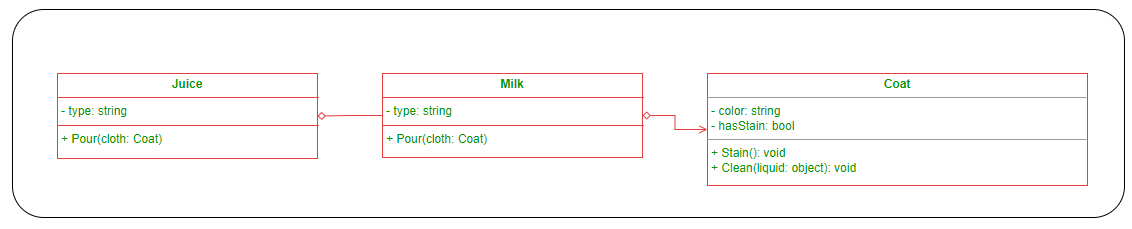 Juice
- type: string
+ Pour(cloth: Coat)
Milk
- type: string
+ Pour(cloth: Coat)
Coat
- color: string
- hasStain: bool
+ Stain(): void
+ Clean(liquid: object): void